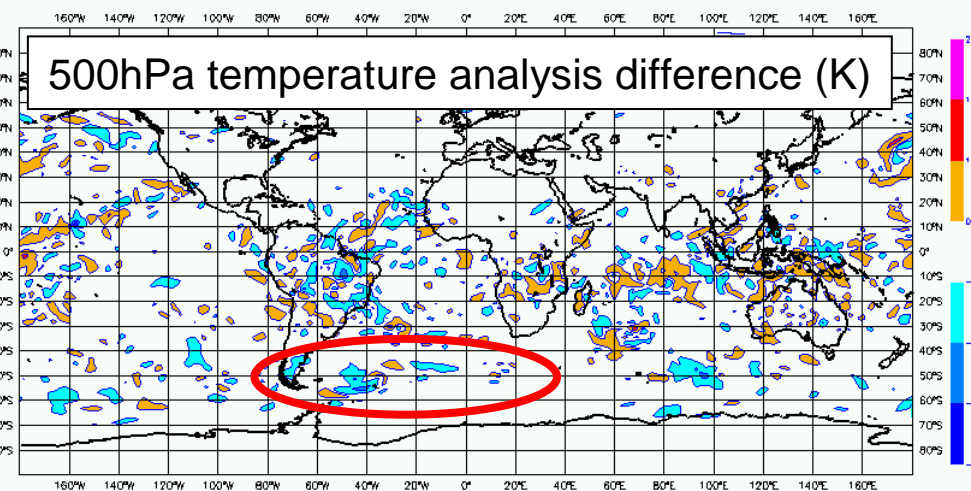 160°W 140°W 120°W 100°W 80°W 60°W 40°W 20°W 0° 20°E 40°E 60°E 80°E 100°E 120°E 140°E 160°E
500hPa temperature analysis difference (K)
80°N
70°N
60°N
50°N
40°N
30°N
20°N
10°N
0°
10°S
20°S
30°S
40°S
50°S
60°S
70°S
80°S
160°W 140°W 120°W 100°W 80°W 60°W 40°W 20°W 0° 20°E 40°E 60°E 80°E 100°E 120°E 140°E 160°E